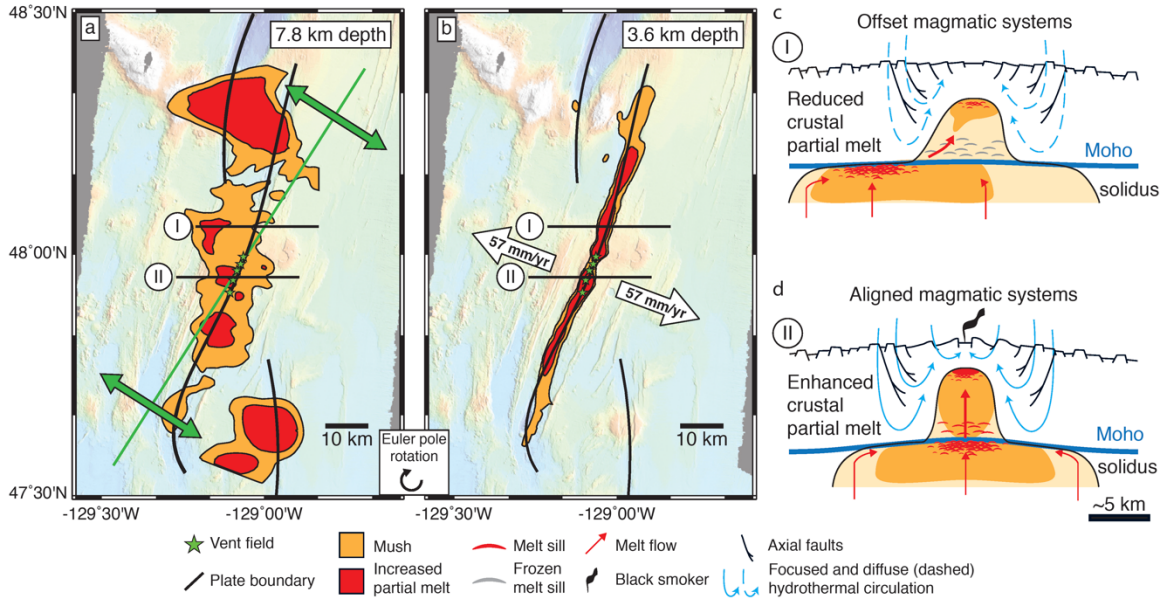 a
7.8 km depth
48°30'N
48°00'N
47°30'N
I
II
10 km
Euler pole
rotation
-129°30'W
-129°00'W
b
3.6 km depth
I
II
57 mm/yr
57 mm/yr
10 km
-129°30'W
-129°00'W
c
Offset magmatic systems
I
Reduced
crustal
partial melt
Moho
solidus
d
Aligned magmatic systems
II
Enhanced
crustal
partial melt
Moho
solidus
~5 km
Vent field
Plate boundary
Mush
Increased
partial melt
Melt sill
Frozen
melt sill
Melt flow
Black smoker
Axial faults
Focused and diffuse (dashed)
hydrothermal circulation